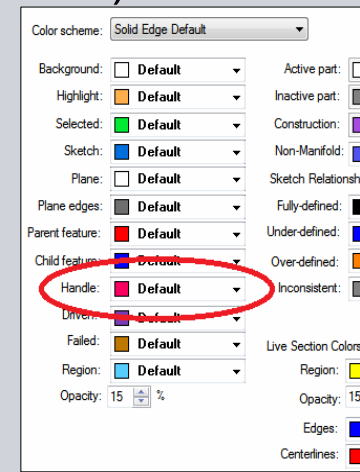 Color scheme: Solid Edge Default
Background: Default Active part:
Highlight: Default Inactive part:
Selected: Default Construction:
Sketch: Default Non-Manifold:
Plane: Default Sketch
Plane edges: Default Fully-defined:
Parent feature: Default Under-defined:
Child feature: Default Over-defined:
Handle: Default Inconsistent:
Driven: Default
Failed: Default Live Section Colors
Region: Default Region:
Opacity: 15 % Opacity: 15
Edges:
Centerlines: